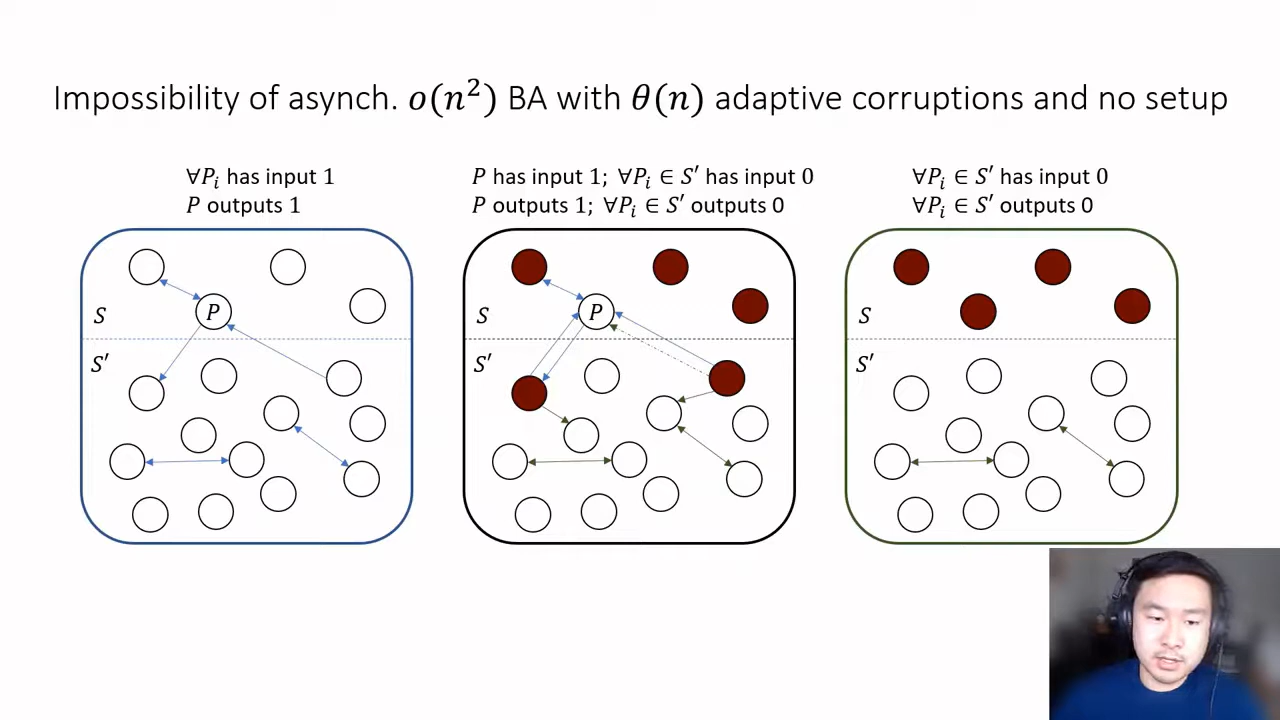 Impossibility of asynch. 𝑜(𝑛²) BA with 𝜃(𝑛) adaptive corruptions and no setup
∀𝑃ᵢ has input 1
𝑃 outputs 1
𝑃 has input 1; ∀𝑃ᵢ ∈ 𝑆′ has input 0
𝑃 outputs 1; ∀𝑃ᵢ ∈ 𝑆′ outputs 0
∀𝑃ᵢ ∈ 𝑆′ has input 0
∀𝑃ᵢ ∈ 𝑆′ outputs 0
𝑃
𝑆
𝑆′
𝑃
𝑆
𝑆′
𝑆
𝑆′